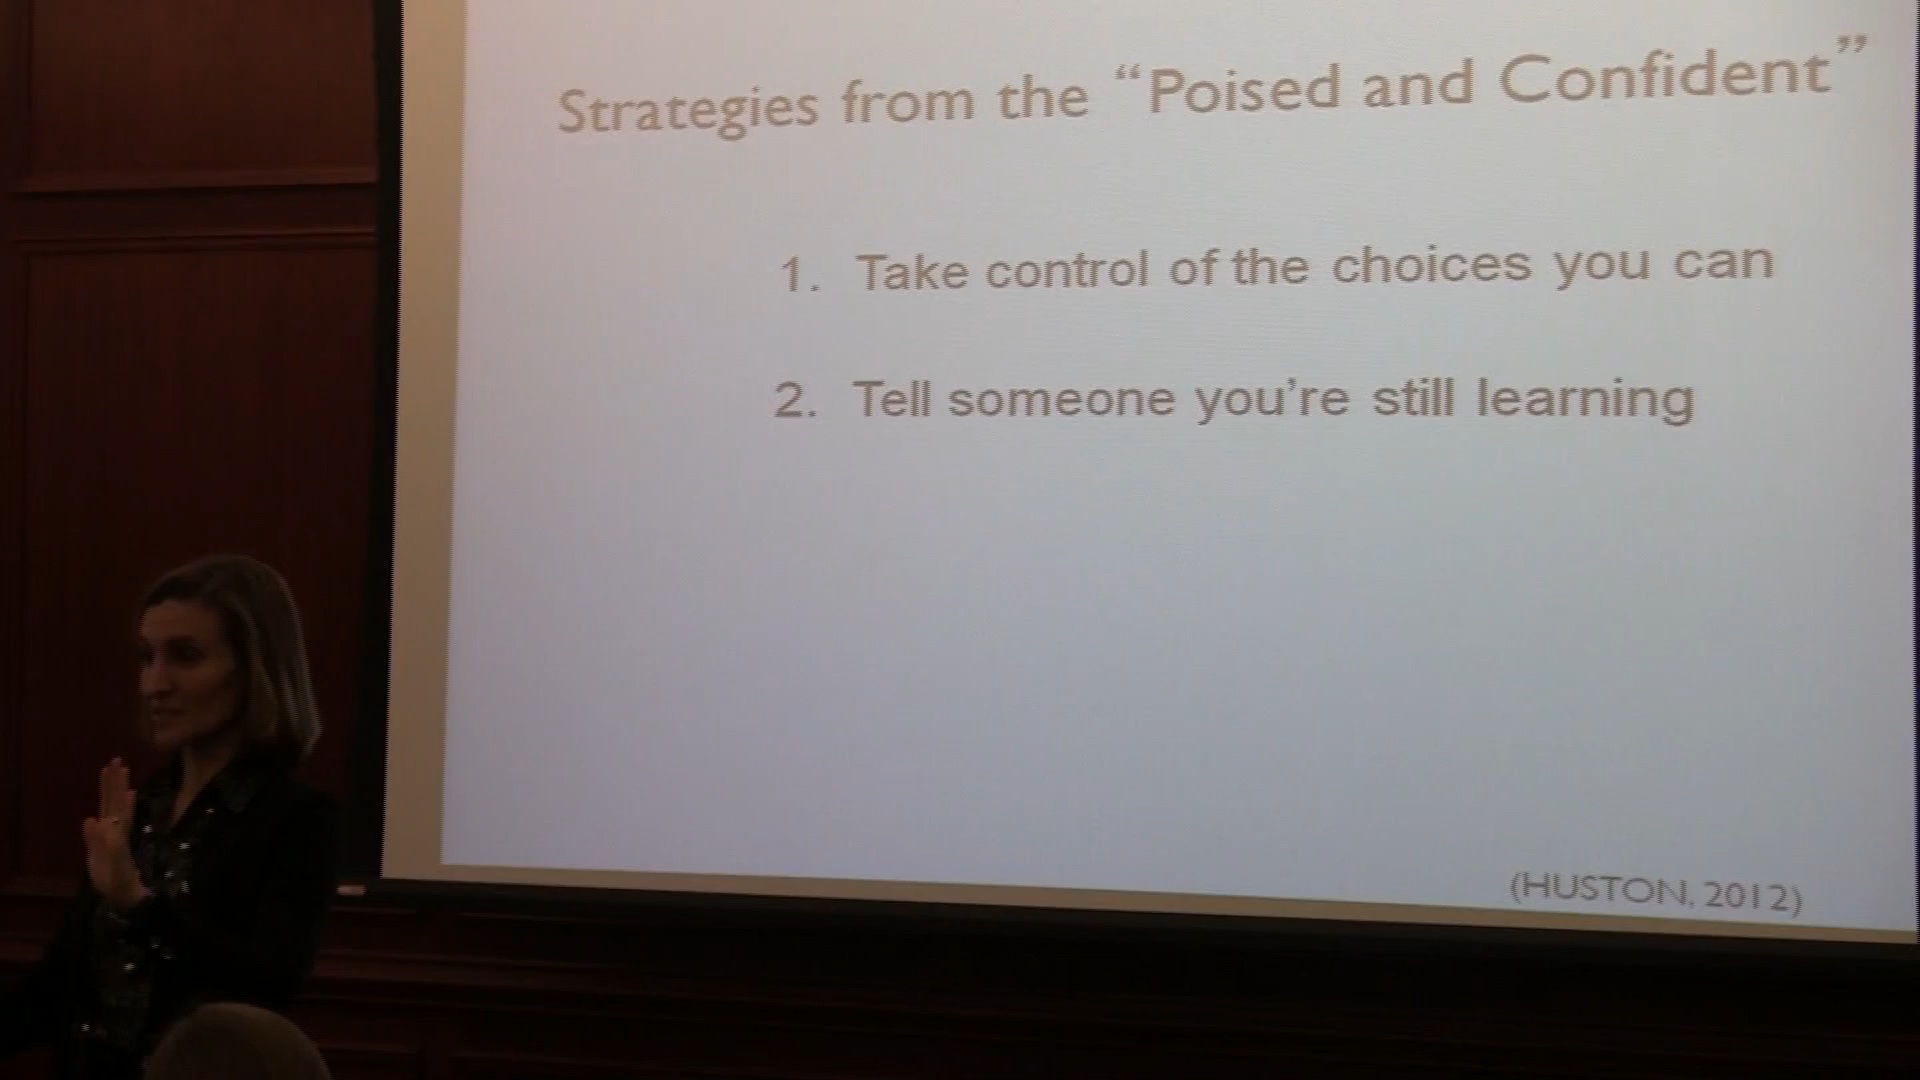 Strategies from the “Poised and Confident”
1. Take control of the choices you can
2. Tell someone you’re still learning
(HUSTON, 2012)